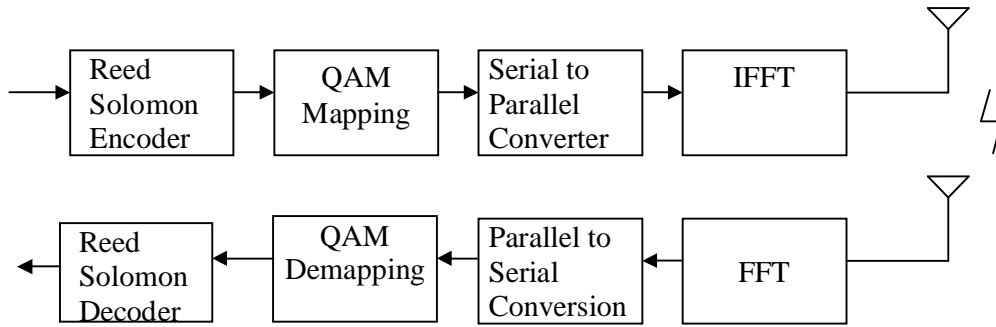 Reed
Solomon
Encoder
QAM
Mapping
Serial to
Parallel
Converter
IFFT
Reed
Solomon
Decoder
QAM
Demapping
Parallel to
Serial
Conversion
FFT